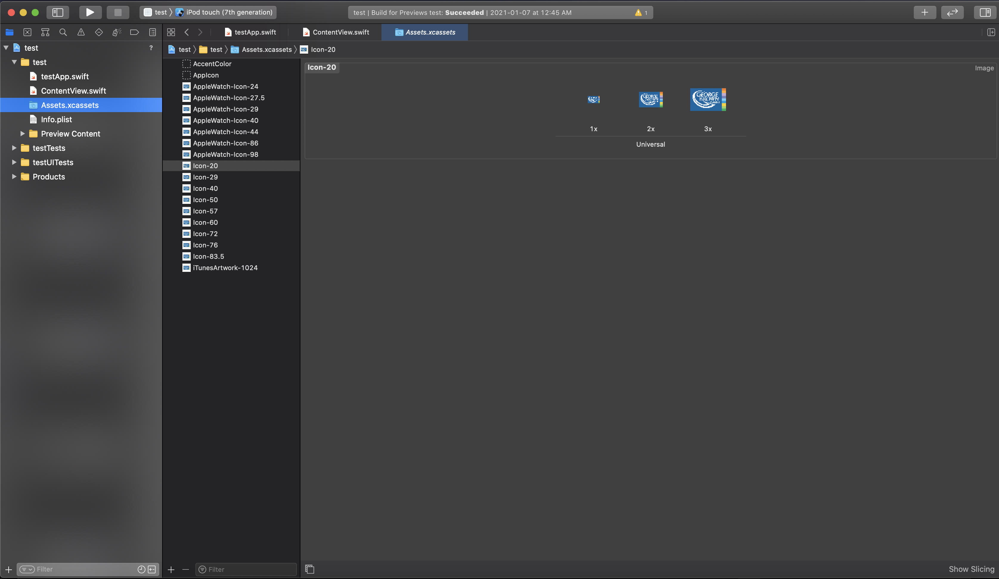 test 〉 iPod touch (7th generation)
test | Build for Previews test: Succeeded | 2021-01-07 at 12:45 AM
1
testApp.swift
ContentView.swift
Assets.xcassets
test
?
test
testApp.swift
ContentView.swift
Assets.xcassets
Info.plist
Preview Content
testTests
testUITests
Products
Filter
test 〉 test 〉 Assets.xcassets 〉 Icon-20
AccentColor
AppIcon
AppleWatch-Icon-24
AppleWatch-Icon-27.5
AppleWatch-Icon-29
AppleWatch-Icon-40
AppleWatch-Icon-44
AppleWatch-Icon-86
AppleWatch-Icon-98
Icon-20
Icon-29
Icon-40
Icon-50
Icon-57
Icon-60
Icon-72
Icon-76
Icon-83.5
iTunesArtwork-1024
Filter
Icon-20
Image
GEORGE
BROWN
1x
2x
3x
Universal
Show Slicing